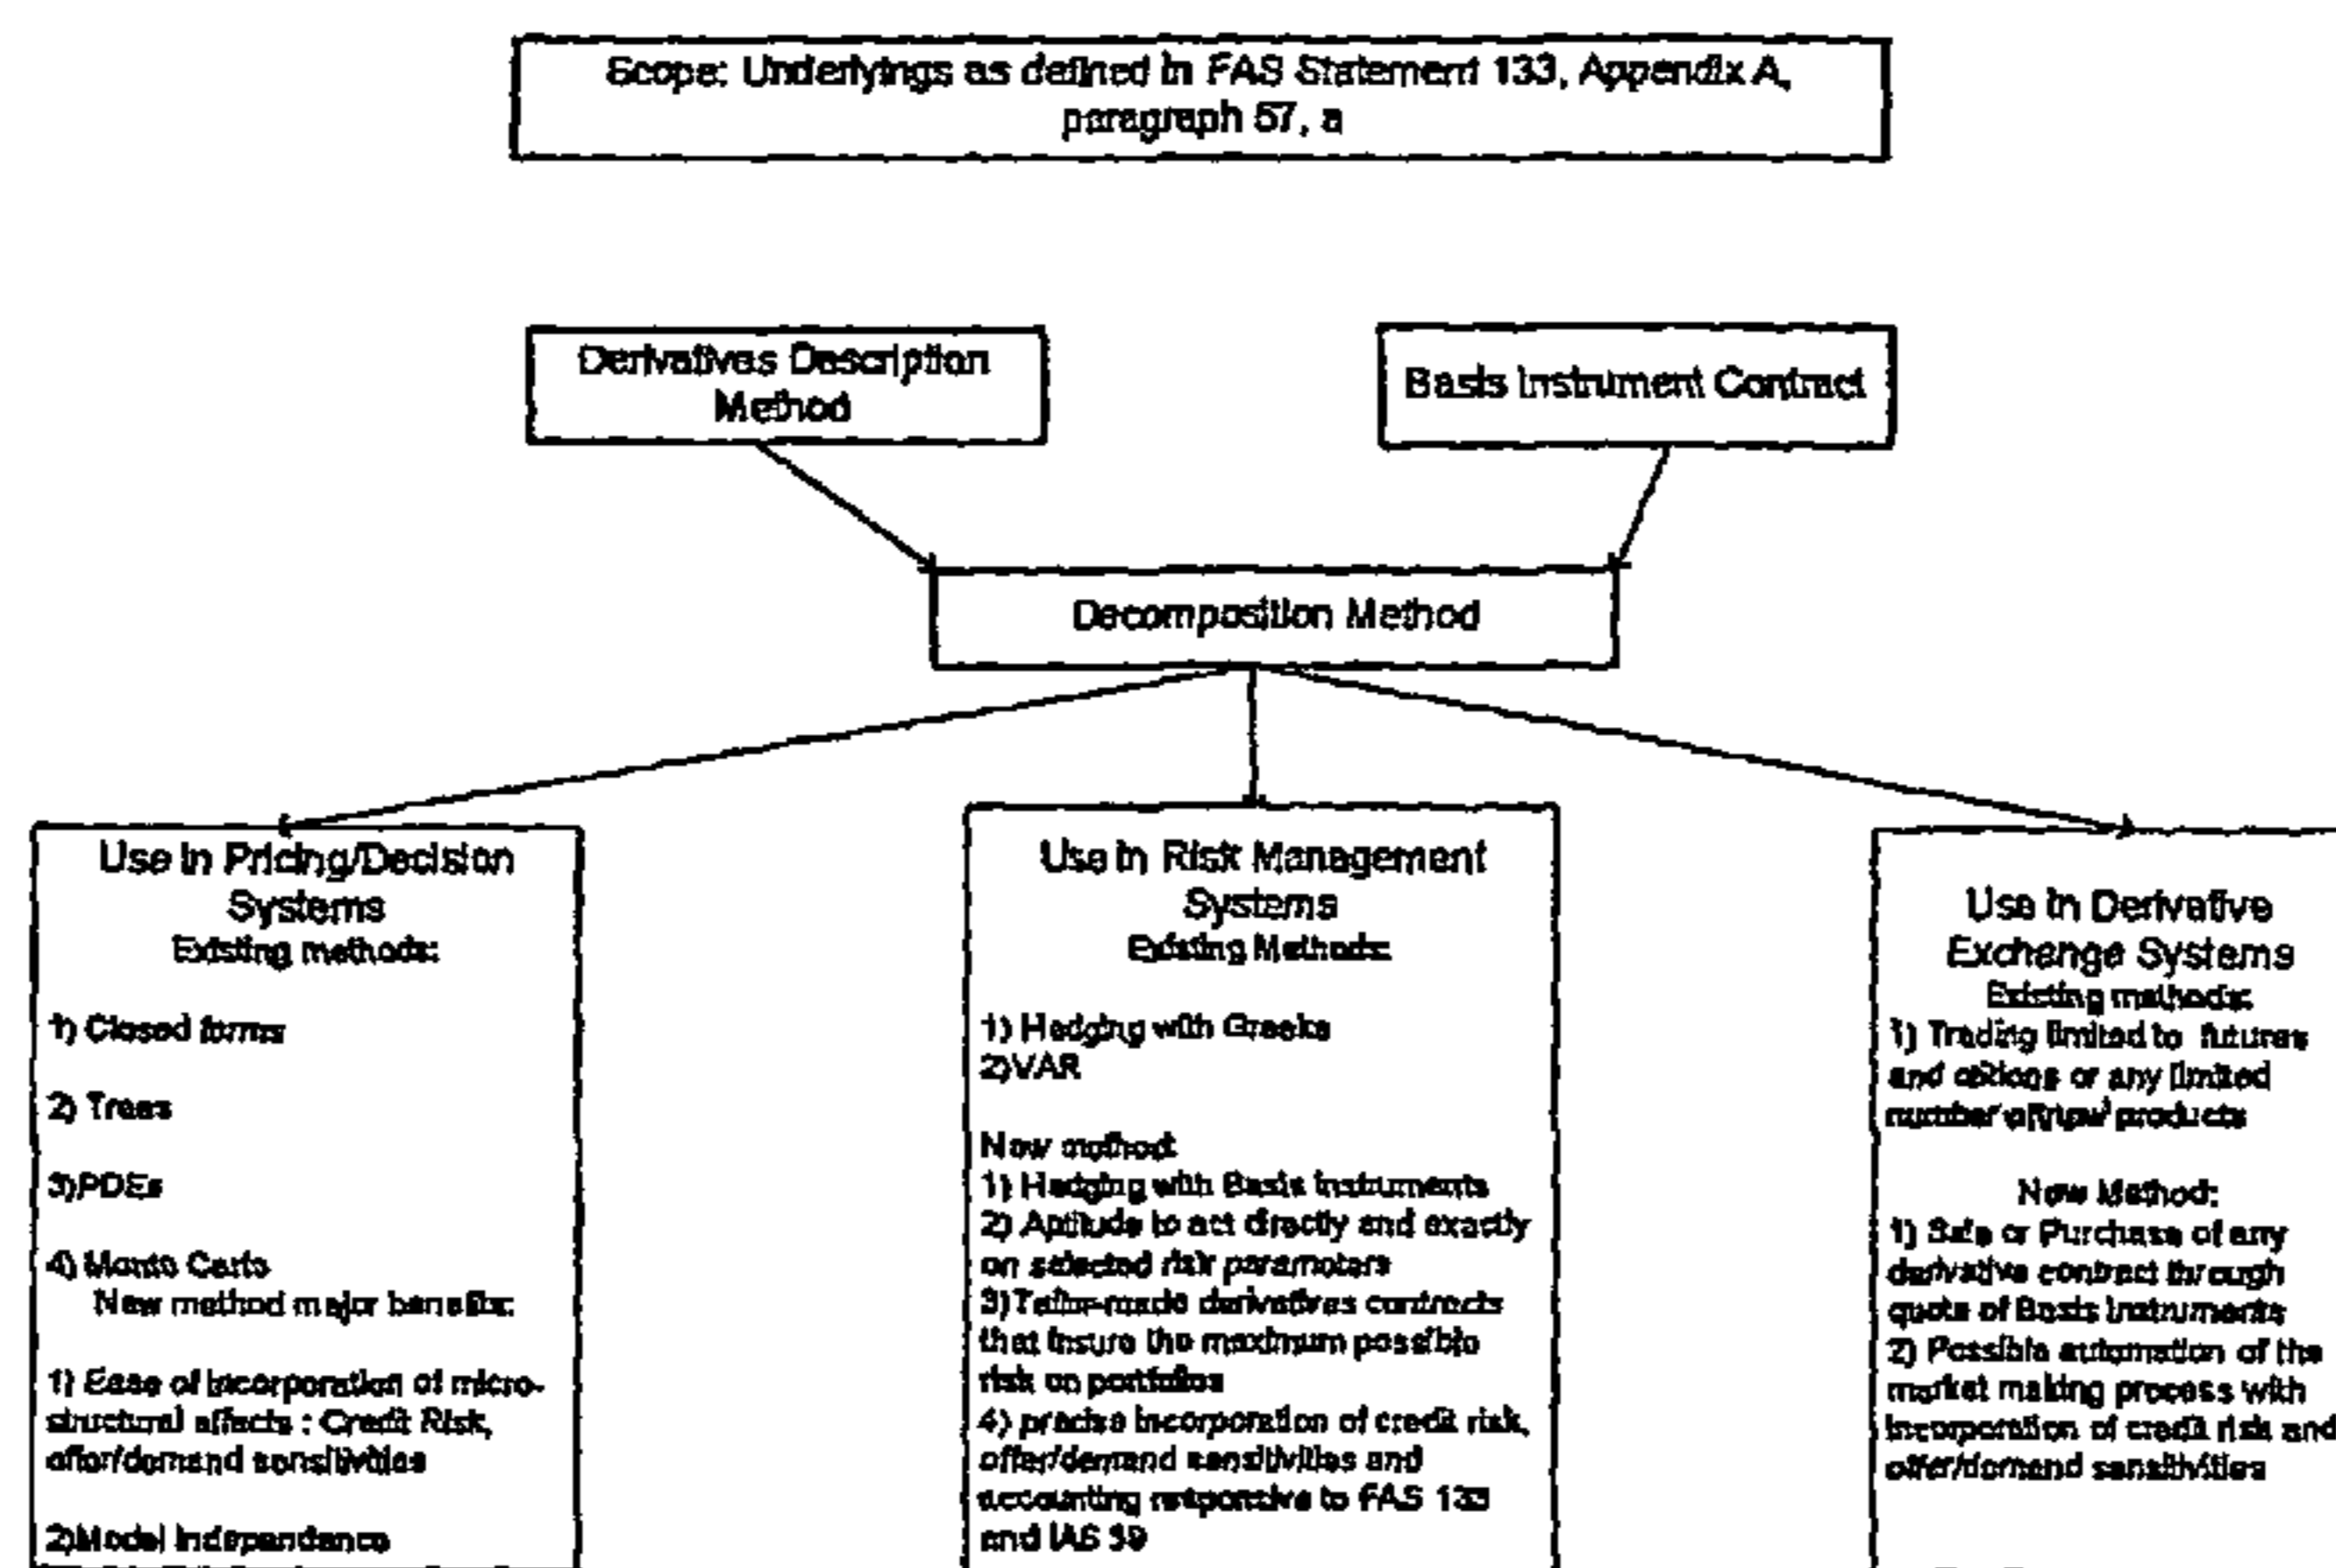 Scope: Underlyings as defined in FAS Statement 133, Appendix A,
paragraph 57, a
Derivatives Description
Method
Basis Instrument Contract
Decomposition Method
Use in Pricing/Decision
Systems
Existing methods:
1) Closed forms
2) Trees
3)PDEs
4) Monte Carlo
New method major benefits:
1) Ease of incorporation of micro-
structural effects : Credit Risk,
offer/demand sensitivities
2)Model Independence
Use in Risk Management
Systems
Existing Methods:
1) Hedging with Greeks
2)VAR
New method:
1) Hedging with Basis Instruments
2) Aptitude to act directly and exactly
on selected risk parameters
3)Tailor-made derivatives contracts
that insure the maximum possible
risk on portfolios
4) precise incorporation of credit risk,
offer/demand sensitivities and
accounting responsive to FAS 133
and IAS 39
Use in Derivative
Exchange Systems
Existing methods:
1) Trading limited to futures
and options or any limited
number of products
New Method:
1) Sale or Purchase of any
derivative contract through
quote of Basis Instruments
2) Possible automation of the
market making process with
incorporation of credit risk and
offer/demand sensitivities